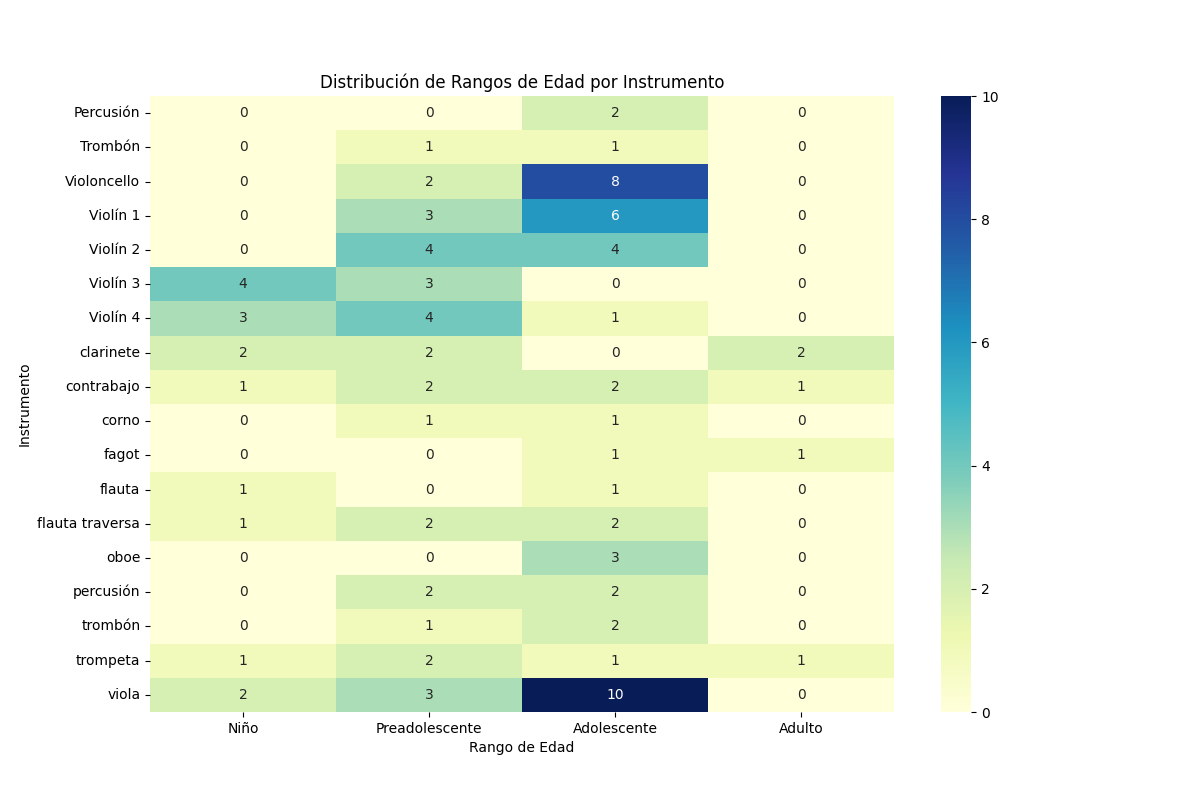 Distribución de Rangos de Edad por Instrumento
Percusión 0 0 2 0
Trombón 0 1 1 0
Violoncello 0 2 8 0
Violín 1 0 3 6 0
Violín 2 0 4 4 0
Violín 3 4 3 0 0
Violín 4 3 4 1 0
clarinete 2 2 0 2
contrabajo 1 2 2 1
corno 0 1 1 0
fagot 0 0 1 1
flauta 1 0 1 0
flauta traversa 1 2 2 0
oboe 0 0 3 0
percusión 0 2 2 0
trombón 0 1 2 0
trompeta 1 2 1 1
viola 2 3 10 0
Niño Preadolescente Adolescente Adulto
Rango de Edad
Instrumento
10
8
6
4
2
0